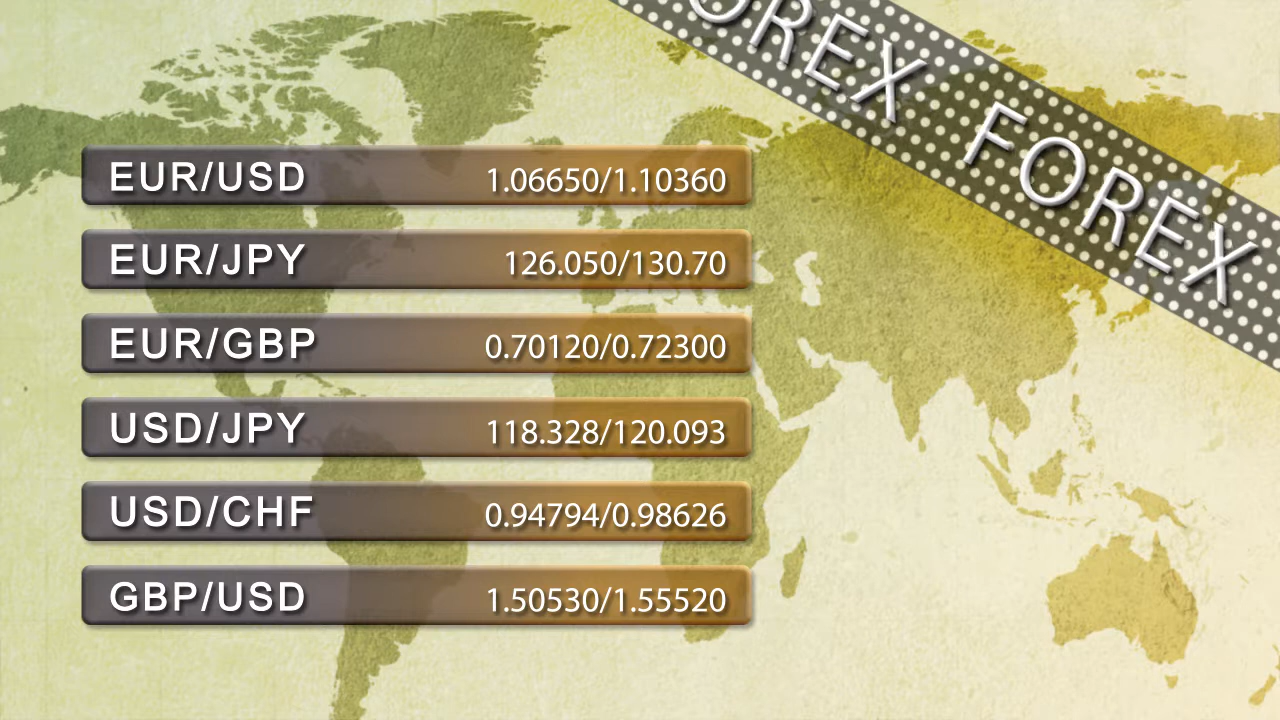 OREX FOREX
EUR/USD 1.06650/1.10360
EUR/JPY 126.050/130.70
EUR/GBP 0.70120/0.72300
USD/JPY 118.328/120.093
USD/CHF 0.94794/0.98626
GBP/USD 1.50530/1.55520